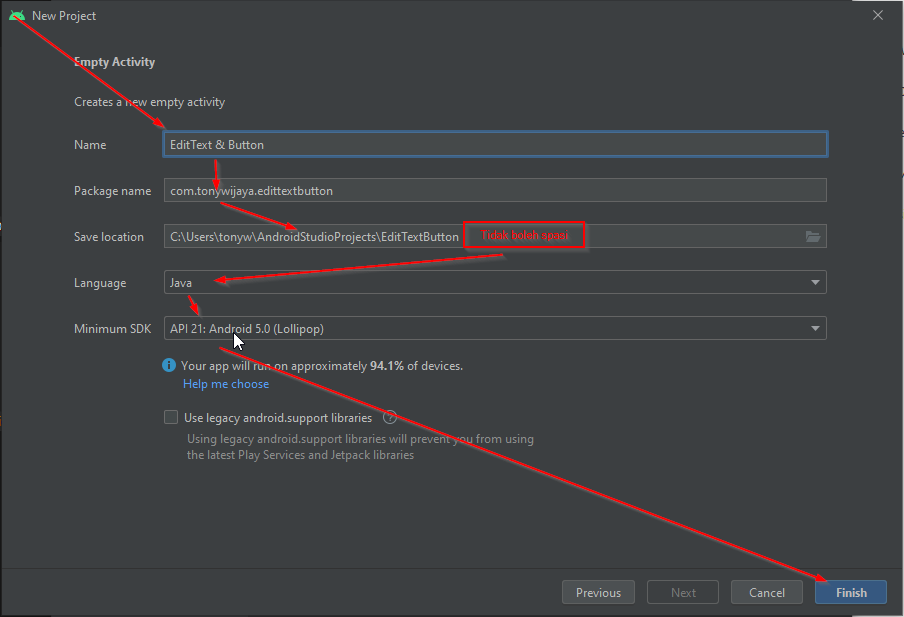 New Project
Empty Activity
Creates a new empty activity
Name EditText & Button
Package name com.tonywijaya.edittextbutton
Save location C:\Users\tonyw\AndroidStudioProjects\EditTextButton Tidak boleh spasi
Language Java
Minimum SDK API 21: Android 5.0 (Lollipop)
Your app will run on approximately 94.1% of devices.
Help me choose
Use legacy android.support libraries ?
Using legacy android.support libraries will prevent you from using
the latest Play Services and Jetpack libraries
Previous Next Cancel Finish